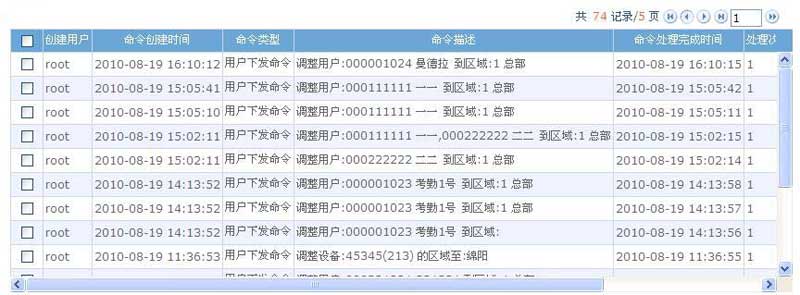 共 74 记录/5 页 1
创建用户 命令创建时间 命令类型 命令描述 命令处理完成时间
root 2010-08-19 16:10:12 用户下发命令 调整用户:000001024 曼德拉 到区域:1 总部 2010-08-19 16:10:15 1
root 2010-08-19 15:05:41 用户下发命令 调整用户:000111111 一一 到区域:1 总部 2010-08-19 15:05:42 1
root 2010-08-19 15:05:10 用户下发命令 调整用户:000111111 一一 到区域:1 总部 2010-08-19 15:05:11 1
root 2010-08-19 15:02:11 用户下发命令 调整用户:000111111 一一,000222222 二二 到区域:1 总部 2010-08-19 15:02:15 1
root 2010-08-19 15:02:11 用户下发命令 调整用户:000222222 二二 到区域:1 总部 2010-08-19 15:02:14 1
root 2010-08-19 14:13:52 用户下发命令 调整用户:000001023 考勤1号 到区域:1 总部 2010-08-19 14:13:58 1
root 2010-08-19 14:13:52 用户下发命令 调整用户:000001023 考勤1号 到区域:1 总部 2010-08-19 14:13:57 1
root 2010-08-19 14:13:52 用户下发命令 调整用户:000001023 考勤1号 到区域: 2010-08-19 14:13:56 1
root 2010-08-19 11:36:53 用户下发命令 调整设备:45345(213) 的区域至:绵阳 2010-08-19 11:36:55 1